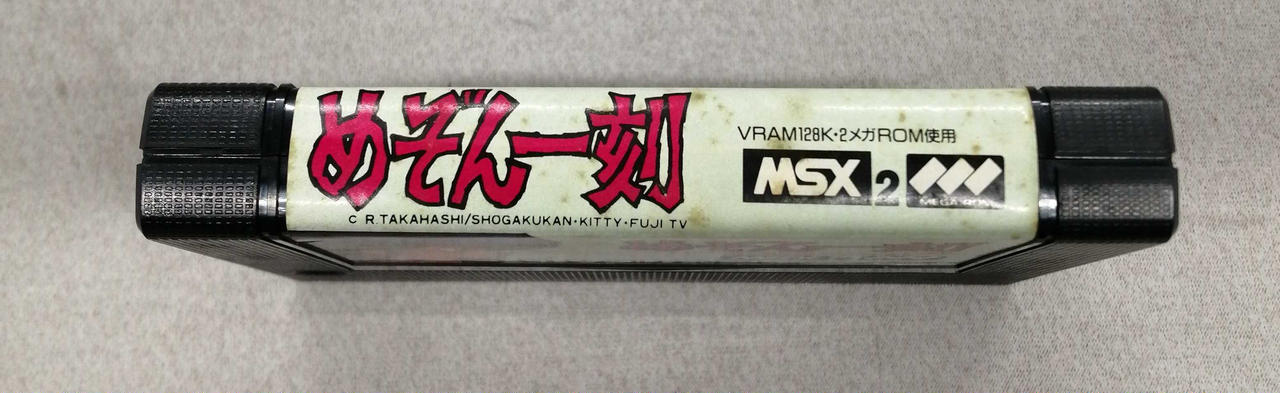 めぞん一刻
C R.TAKAHASHI/SHOGAKUKAN・KITTY・FUJI TV
VRAM128K・2メガROM使用
MSX 2
MEGA ROM